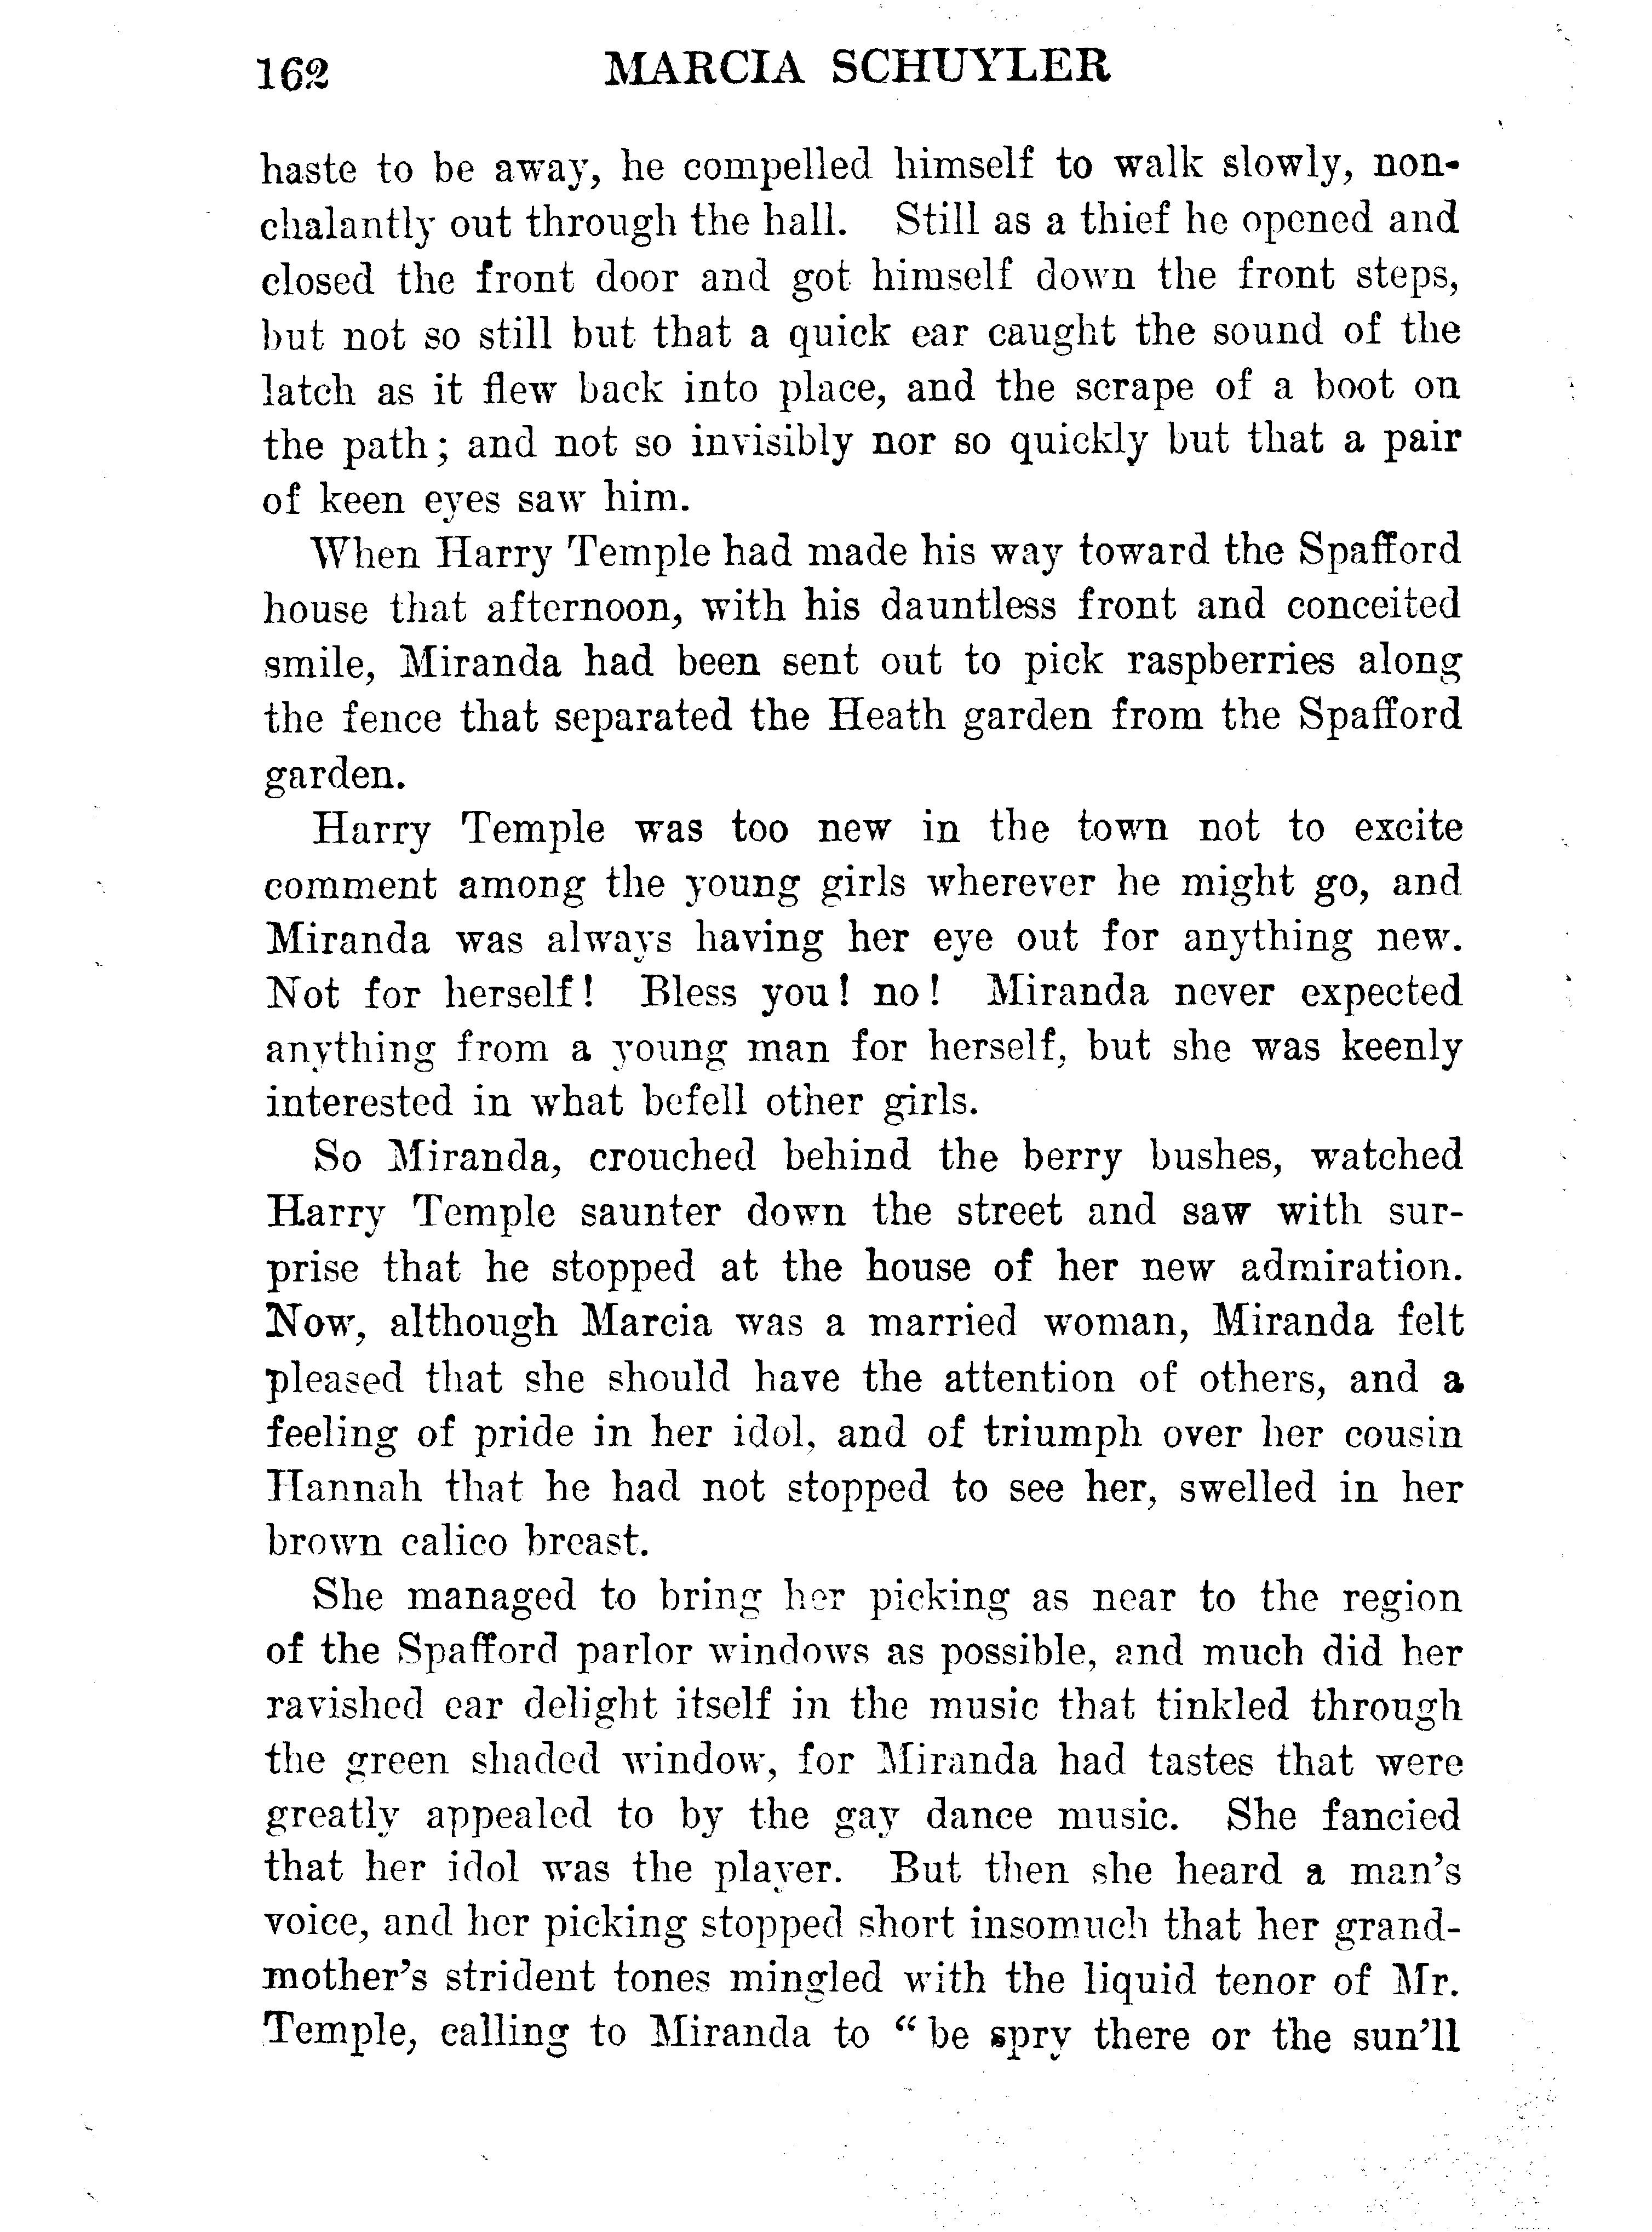 162 MARCIA SCHUYLER
haste to be away, he compelled himself to walk slowly, non-
chalantly out through the hall. Still as a thief he opened and
closed the front door and got himself down the front steps,
but not so still but that a quick ear caught the sound of the
latch as it flew back into place, and the scrape of a boot on
the path; and not so invisibly nor so quickly but that a pair
of keen eyes saw him.
When Harry Temple had made his way toward the Spafford
house that afternoon, with his dauntless front and conceited
smile, Miranda had been sent out to pick raspberries along
the fence that separated the Heath garden from the Spafford
garden.
Harry Temple was too new in the town not to excite
comment among the young girls wherever he might go, and
Miranda was always having her eye out for anything new.
Not for herself! Bless you! no! Miranda never expected
anything from a young man for herself, but she was keenly
interested in what befell other girls.
So Miranda, crouched behind the berry bushes, watched
Harry Temple saunter down the street and saw with sur-
prise that he stopped at the house of her new admiration.
Now, although Marcia was a married woman, Miranda felt
pleased that she should have the attention of others, and a
feeling of pride in her idol, and of triumph over her cousin
Hannah that he had not stopped to see her, swelled in her
brown calico breast.
She managed to bring her picking as near to the region
of the Spafford parlor windows as possible, and much did her
ravished ear delight itself in the music that tinkled through
the green shaded window, for Miranda had tastes that were
greatly appealed to by the gay dance music. She fancied
that her idol was the player. But then she heard a man's
voice, and her picking stopped short insomuch that her grand-
mother's strident tones mingled with the liquid tenor of Mr.
Temple, calling to Miranda to "be spry there or the sun'll